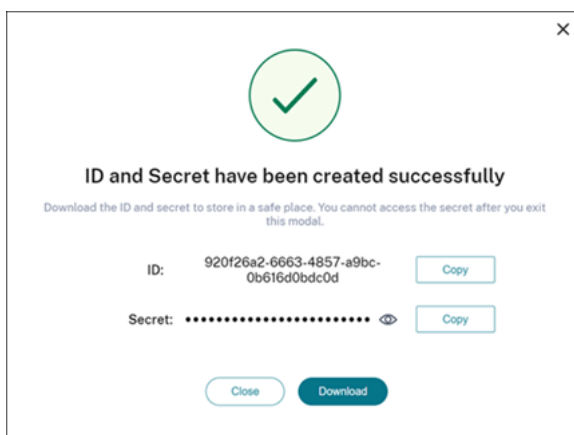 ID and Secret have been created successfully
Download the ID and secret to store in a safe place. You cannot access the secret after you exit
this modal.
ID:
920f26a2-6663-4857-a9bc-
0b616d0bdc0d
Copy
Secret: ••••••••••••••••••••••••
Copy
Close
Download